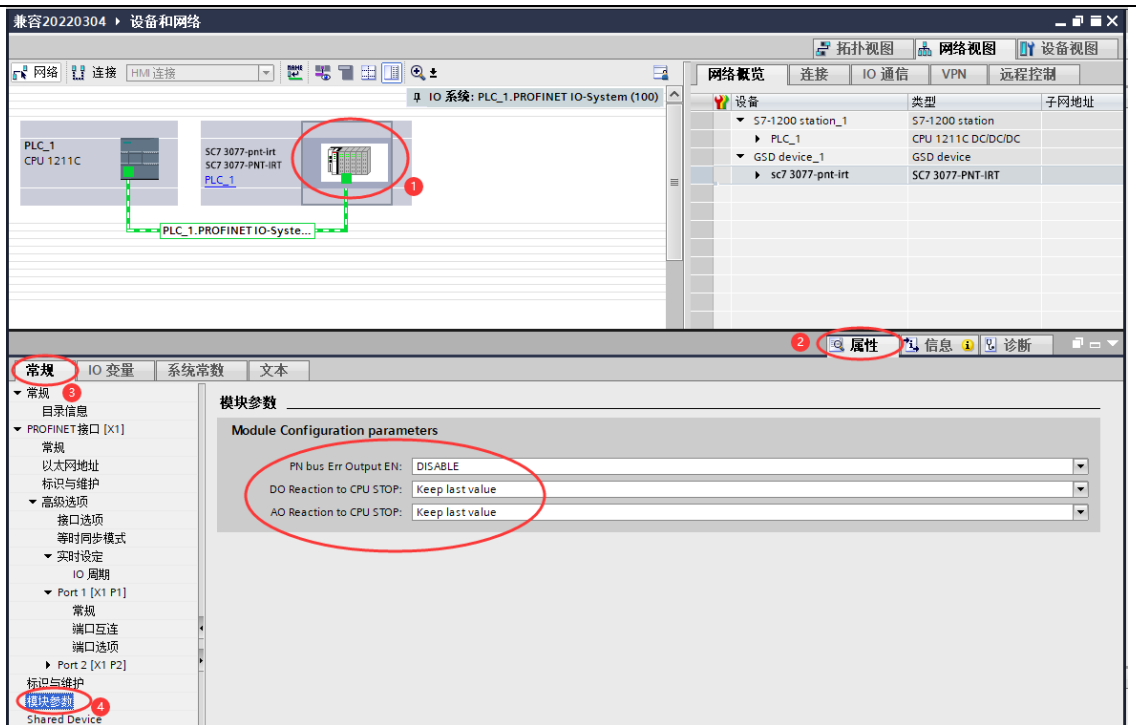 兼容20220304 ▸ 设备和网络
拓扑视图 网络视图 设备视图
网络 连接 HMI 连接
IO 系统: PLC_1.PROFINET IO-System (100)
PLC_1
CPU 1211C
SC7 3077-pnt-irt
SC7 3077-PNT-IRT
PLC_1
1
PLC_1.PROFINET IO-Syste...
网络概览 连接 IO 通信 VPN 远程控制
设备 类型 子网地址
S7-1200 station_1 S7-1200 station
PLC_1 CPU 1211C DC/DC/DC
GSD device_1 GSD device
sc7 3077-pnt-irt SC7 3077-PNT-IRT
2 属性 信息 诊断
常规 IO 变量 系统常数 文本
常规 3
目录信息
PROFINET接口 [X1]
常规
以太网地址
标识与维护
高级选项
接口选项
等时同步模式
实时设定
IO 周期
Port 1 [X1 P1]
常规
端口互连
端口选项
Port 2 [X1 P2]
标识与维护
模块参数 4
Shared Device
模块参数
Module Configuration parameters
PN bus Err Output EN: DISABLE
DO Reaction to CPU STOP: Keep last value
AO Reaction to CPU STOP: Keep last value